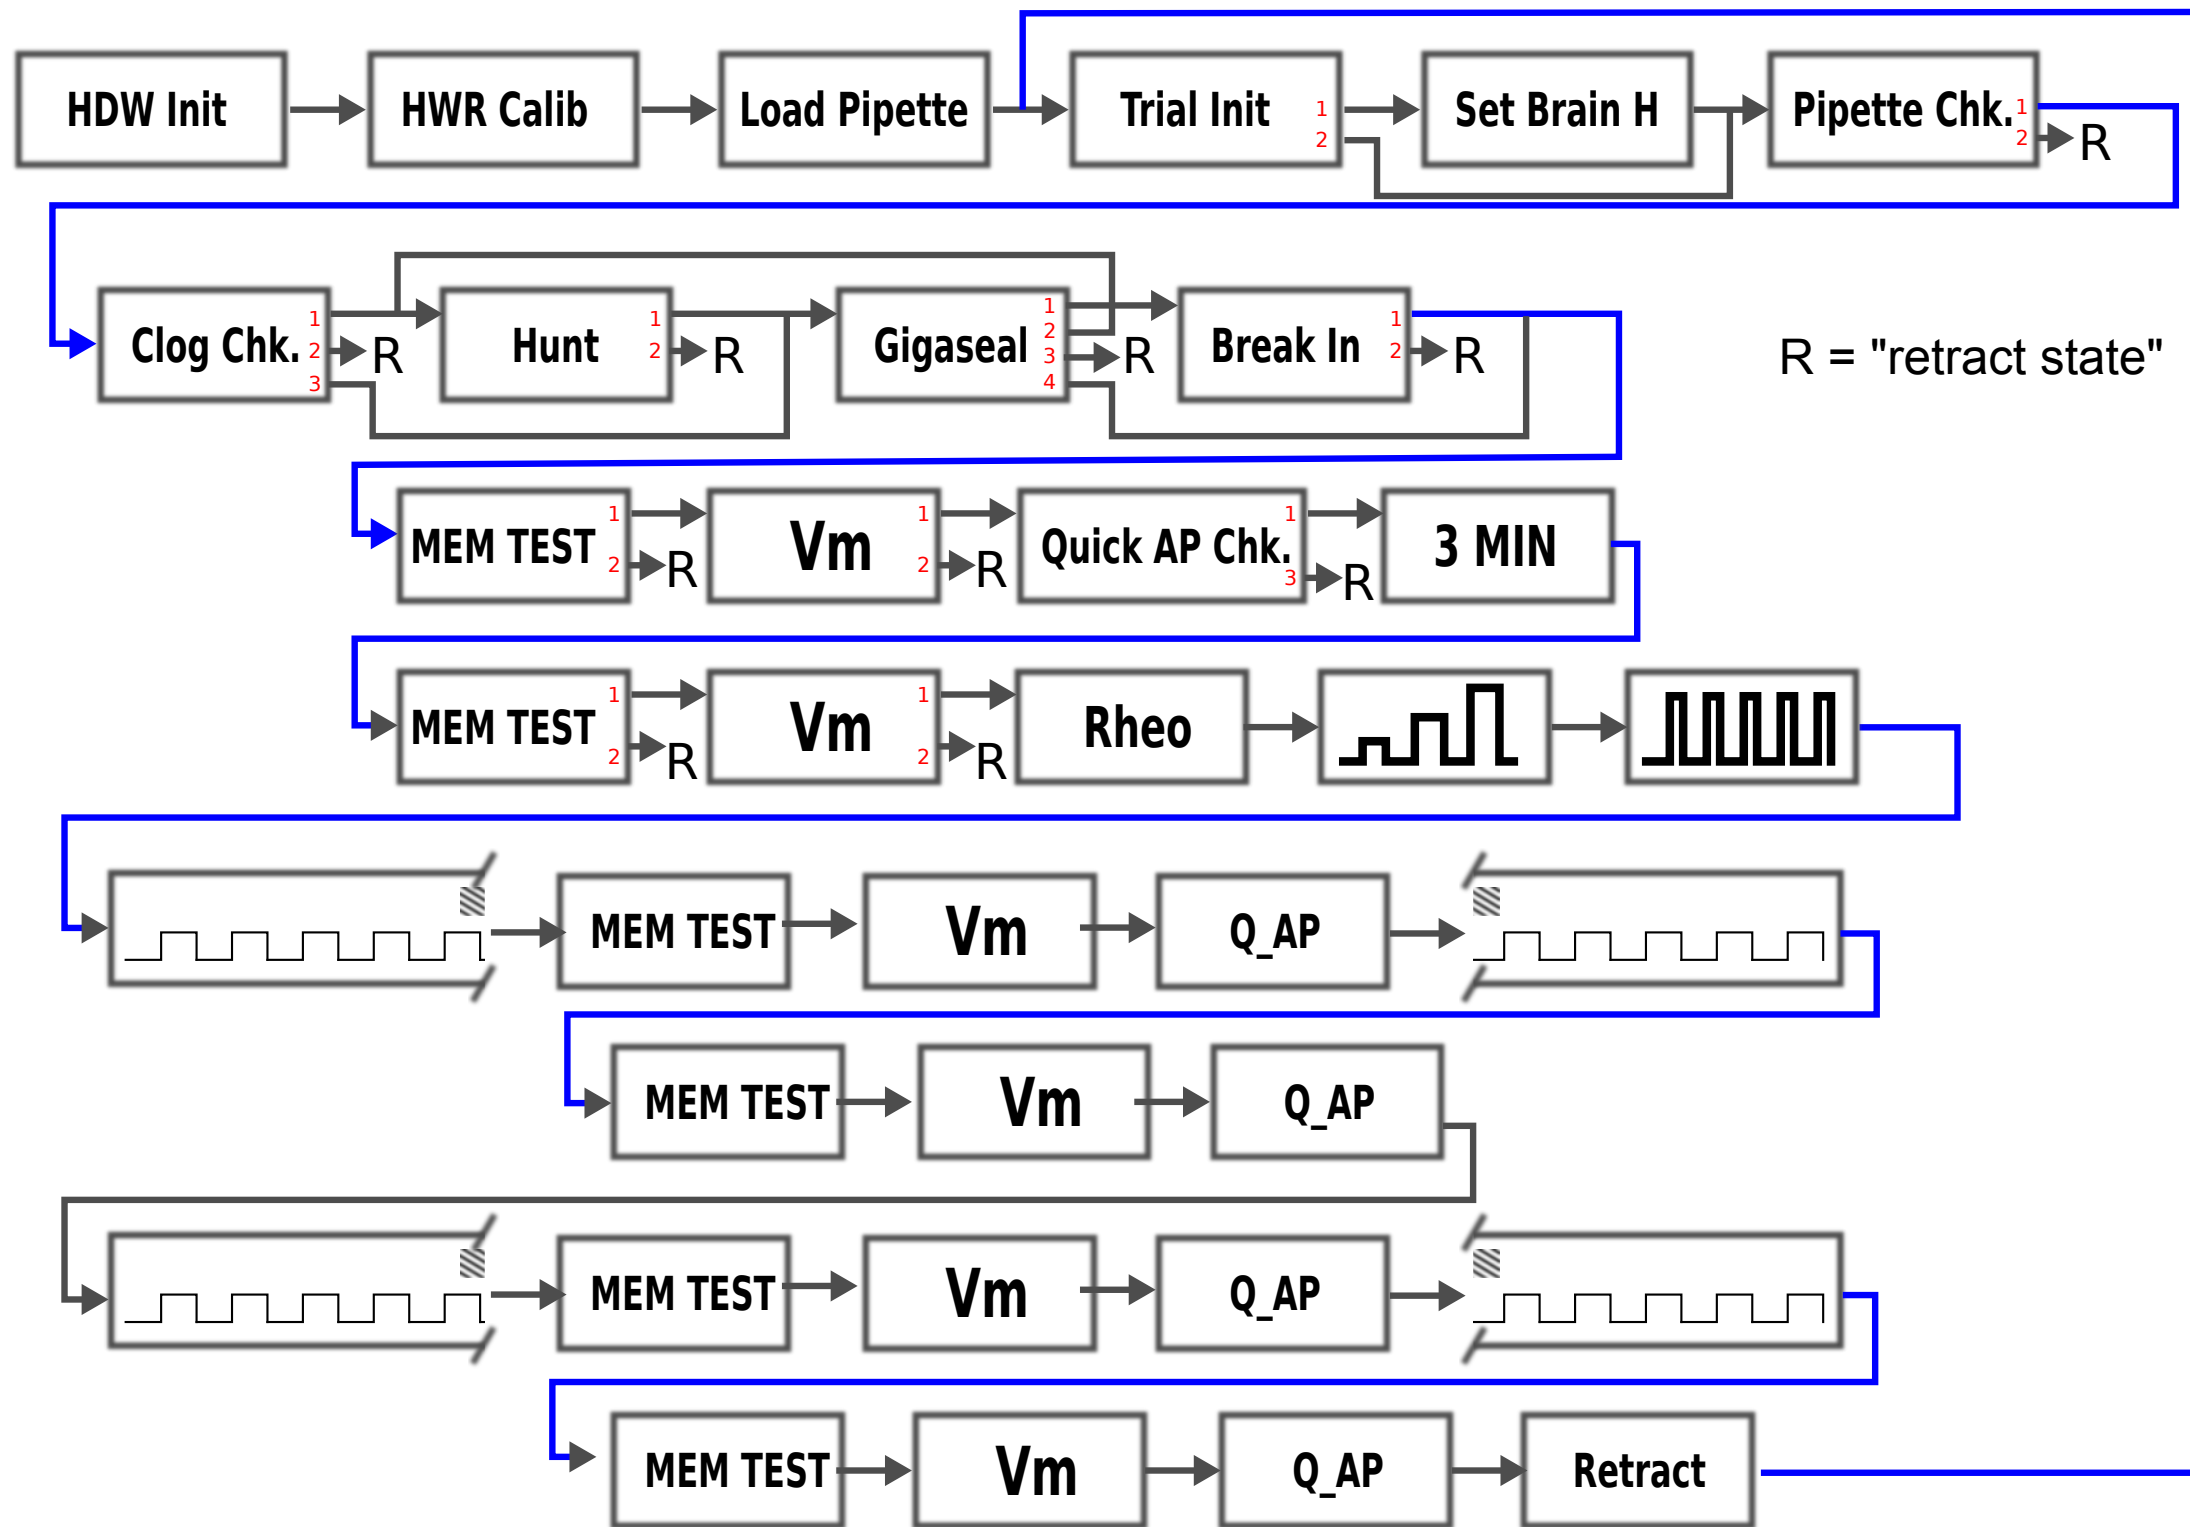 HDW Init HWR Calib Load Pipette Trial Init 1 2 Set Brain H Pipette Chk. 1 2 R
Clog Chk. 1 2 3 R Hunt 1 2 R Gigaseal 1 2 3 4 R Break In 1 2 R
R = "retract state"
MEM TEST 1 2 R Vm 1 2 R Quick AP Chk. 1 3 R 3 MIN
MEM TEST 1 2 R Vm 1 2 R Rheo
MEM TEST Vm Q_AP
MEM TEST Vm Q_AP
MEM TEST Vm Q_AP
MEM TEST Vm Q_AP Retract